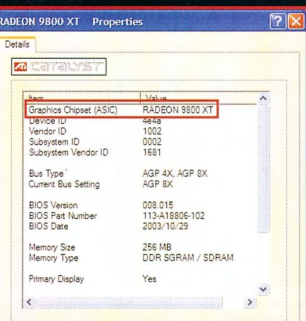 RADEON 9800 XT Properties
Details
ATI CATALYST
Item Value
Graphics Chipset (ASIC) RADEON 9800 XT
Device ID 4e4a
Vendor ID 1002
Subsystem ID 0002
Subsystem Vendor ID 1681
Bus Type AGP 4X, AGP 8X
Current Bus Setting AGP 8X
BIOS Version 008.015
BIOS Part Number 113-A18806-102
BIOS Date 2003/10/29
Memory Size 256 MB
Memory Type DDR SGRAM / SDRAM
Primary Display Yes